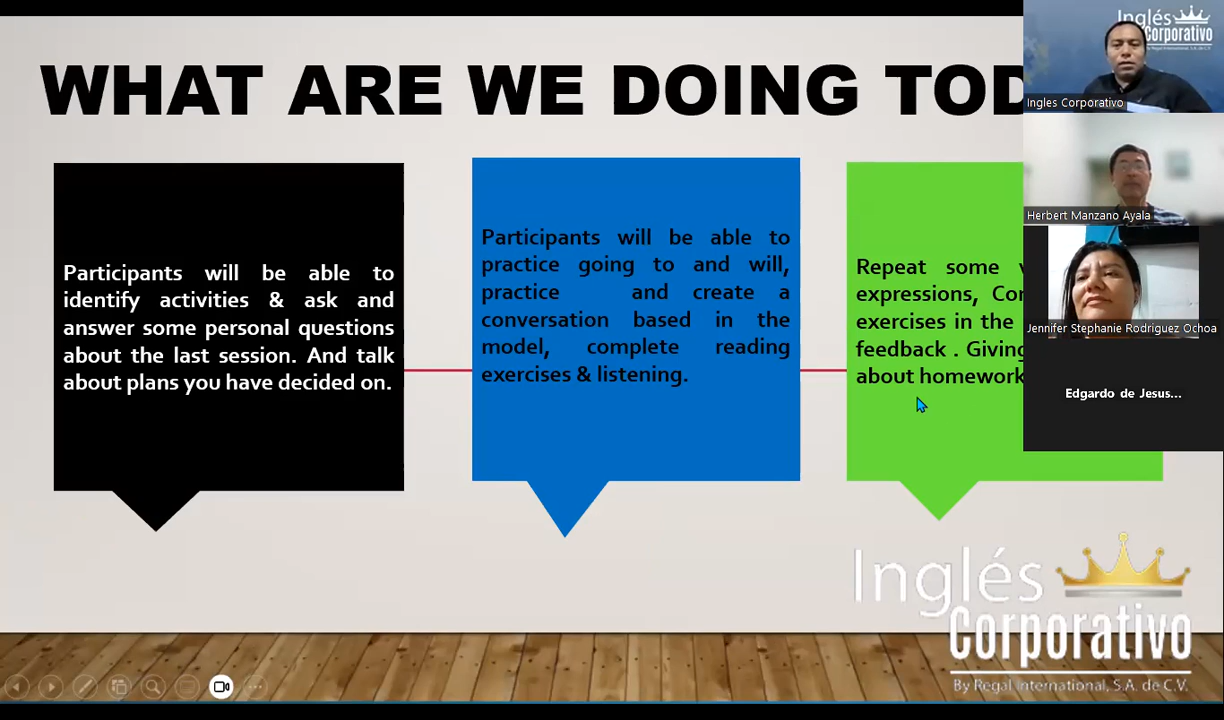 WHAT ARE WE DOING TOD
Participants will be able to
identify activities & ask and
answer some personal questions
about the last session. And talk
about plans you have decided on.
Participants will be able to
practice going to and will,
practice and create a
conversation based in the
model, complete reading
exercises & listening.
Repeat some
expressions,
exercises in the
feedback . Giving
about homework
Inglés
Corporativo
By Regal International, S.A. de C.V.
Ingles Corporativo
Herbert Manzano Ayala
Jennifer Stephanie Rodriguez Ochoa
Edgardo de Jesus...
Inglés
Corporativo
By Regal International, S.A. de C.V.